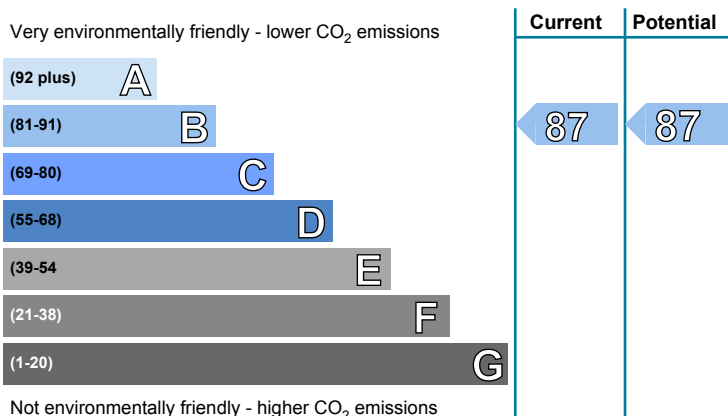 Current Potential
Very environmentally friendly - lower CO2 emissions
(92 plus) A
(81-91) B 87 87
(69-80) C
(55-68) D
(39-54 E
(21-38) F
(1-20) G
Not environmentally friendly - higher CO2 emissions